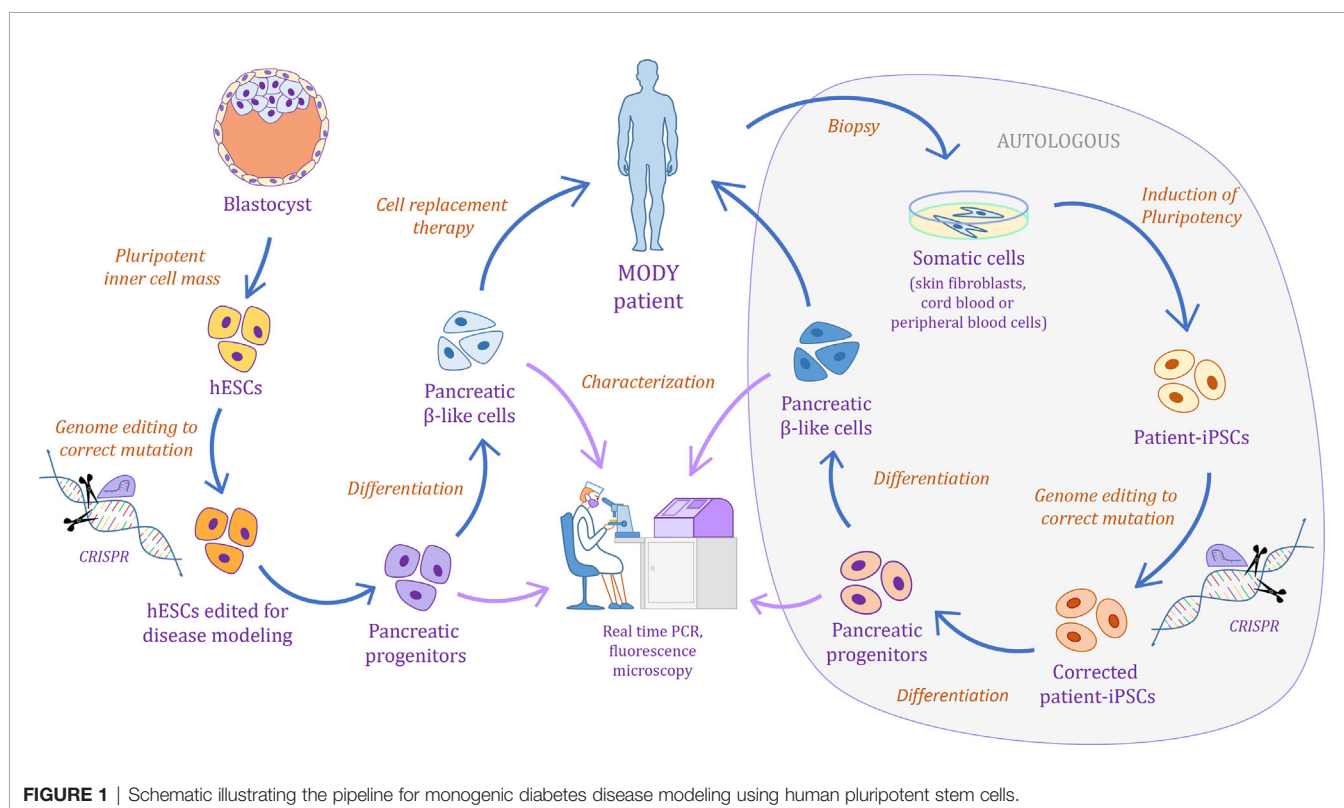 Blastocyst
Pluripotent
inner cell mass
hESCs
Genome editing to
correct mutation
CRISPR
hESCs edited for
disease modeling
Pancreatic
progenitors
Differentiation
Pancreatic
β-like cells
Cell replacement
therapy
MODY
patient
Characterization
Real time PCR,
fluorescence
microscopy
Biopsy
AUTOLOGOUS
Somatic cells
(skin fibroblasts,
cord blood or
peripheral blood cells)
Induction of
Pluripotency
Patient-iPSCs
Genome editing to
correct mutation
CRISPR
Corrected
patient-iPSCs
Differentiation
Pancreatic
progenitors
Differentiation
Pancreatic
β-like cells
FIGURE 1 | Schematic illustrating the pipeline for monogenic diabetes disease modeling using human pluripotent stem cells.